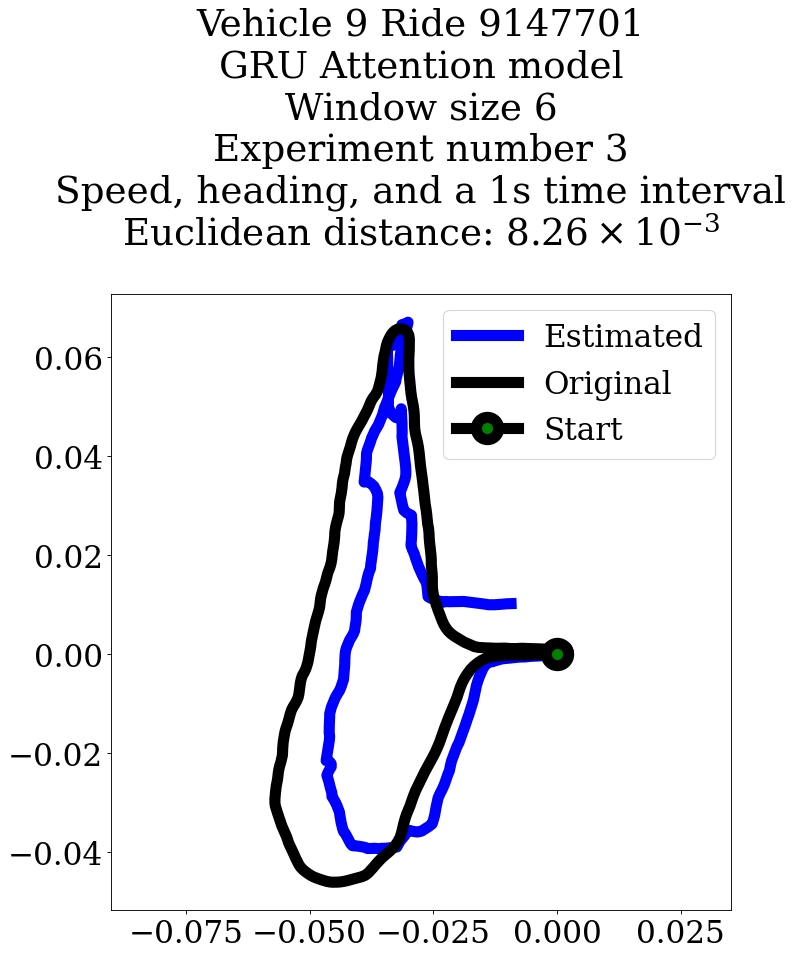 Vehicle 9 Ride 9147701
GRU Attention model
Window size 6
Experiment number 3
Speed, heading, and a 1s time interval
Euclidean distance: 8.26 × 10⁻³
Estimated
Original
Start
0.06
0.04
0.02
0.00
−0.02
−0.04
−0.075 −0.050 −0.025 0.000 0.025